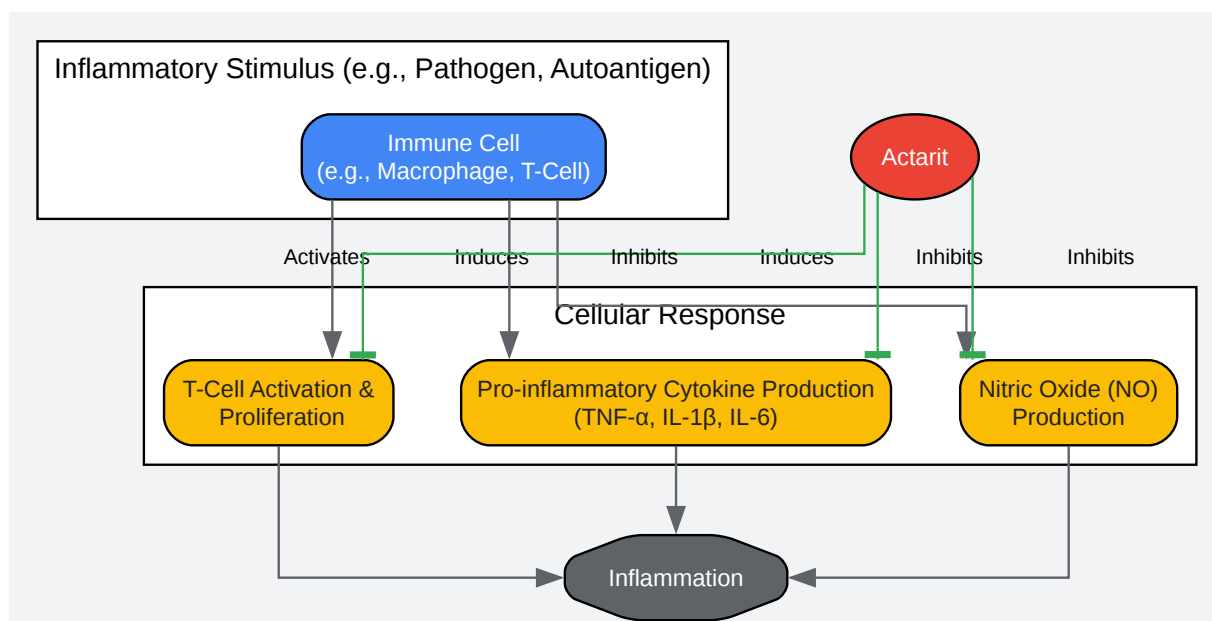 Inflammatory Stimulus (e.g., Pathogen, Autoantigen)
Immune Cell
(e.g., Macrophage, T-Cell)
Actarit
Activates
Induces
Inhibits
Induces
Inhibits
Inhibits
Cellular Response
T-Cell Activation &
Proliferation
Pro-inflammatory Cytokine Production
(TNF-α, IL-1β, IL-6)
Nitric Oxide (NO)
Production
Inflammation